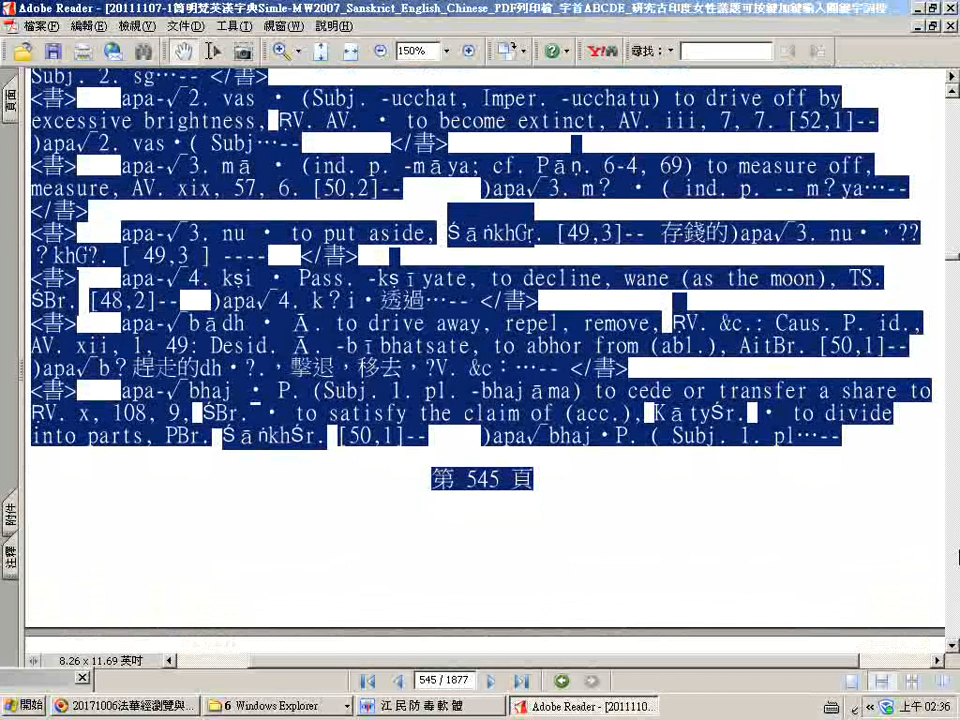 Adobe Reader - [20111107-1簡明梵英漢字典Simle-MW2007_Sanskrict_English_Chinese_PDF列印檔_字首ABCDE_研究古印度女性議題可按鍵加鍵輸入關鍵字詞搜
檔案(F) 編輯(E) 檢視(V) 文件(D) 工具(T) 視窗(W) 說明(H)
150% Y! 尋找:
頁面
Subj. 2. sg…-- </書>
<書> apa-√2. vas • (Subj. -ucchat, Imper. -ucchatu) to drive off by
excessive brightness, ṚV. AV. • to become extinct, AV. iii, 7, 7. [52,1]--
)apa√2. vas•( Subj…-- </書>
<書> apa-√3. mā • (ind. p. -māya; cf. Pāṇ. 6-4, 69) to measure off,
measure, AV. xix, 57, 6. [50,2]-- )apa√3. m? •( ind. p. -- m?ya…--
</書>
<書> apa-√3. nu • to put aside, ŚāṅkhGṛ. [49,3]-- 存錢的)apa√3. nu•，??
?khG?. [ 49,3 ] ---- </書>
<書> apa-√4. kṣi • Pass. -kṣīyate, to decline, wane (as the moon), TS.
ŚBr. [48,2]-- )apa√4. k?i•透過…-- </書>
<書> apa-√bādh • Ā. to drive away, repel, remove, ṚV. &c.: Caus. P. id.,
AV. xii, 1, 49: Desid. Ā -bībhatsate, to abhor from (abl.), AitBr. [50,1]--
)apa√b?趕走的dh•?.，擊退，移去，?V. &c：…-- </書>
<書> apa-√bhaj • P. (Subj. 1. pl. -bhajāma) to cede or transfer a share to
RV. x, 108, 9, ŚBr. • to satisfy the claim of (acc.), KātyŚr. • to divide
into parts, PBr. ŚāṅkhŚr. [50,1]-- )apa√bhaj•P. ( Subj. 1. pl…--
第 545 頁
附件
注釋
8.26 x 11.69 英吋
545 / 1877
開始 20171006法華經瀏覽與... 6 Windows Explorer 江民防毒軟體 Adobe Reader - [2011110... 上午 02:36